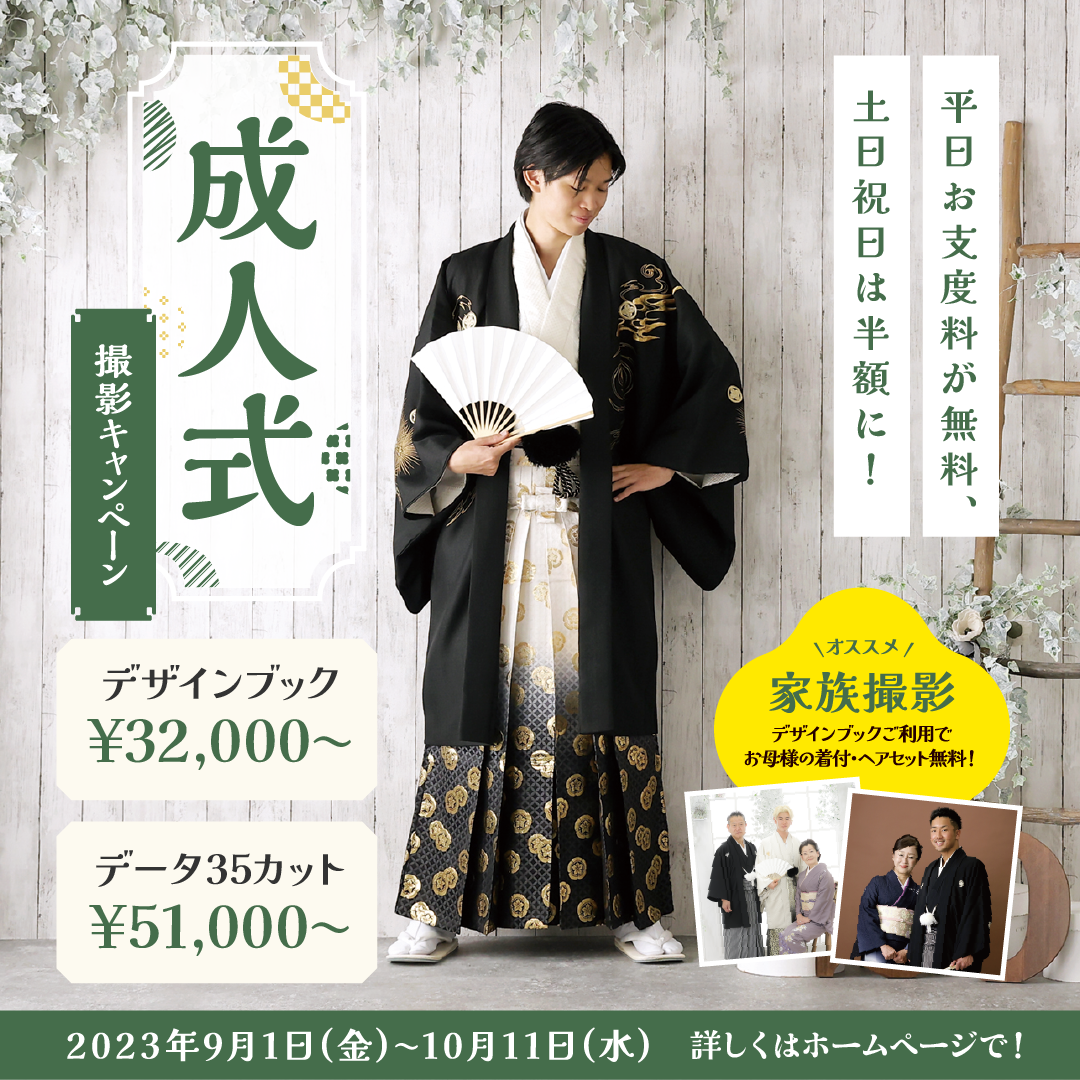 成人式
撮影キャンペーン
平日お支度料が無料、
土日祝日は半額に!
デザインブック
¥32,000~
データ35カット
¥51,000~
\オススメ/
家族撮影
デザインブックご利用で
お母様の着付・ヘアセット無料!
2023年9月1日(金)~10月11日(水) 詳しくはホームページで!